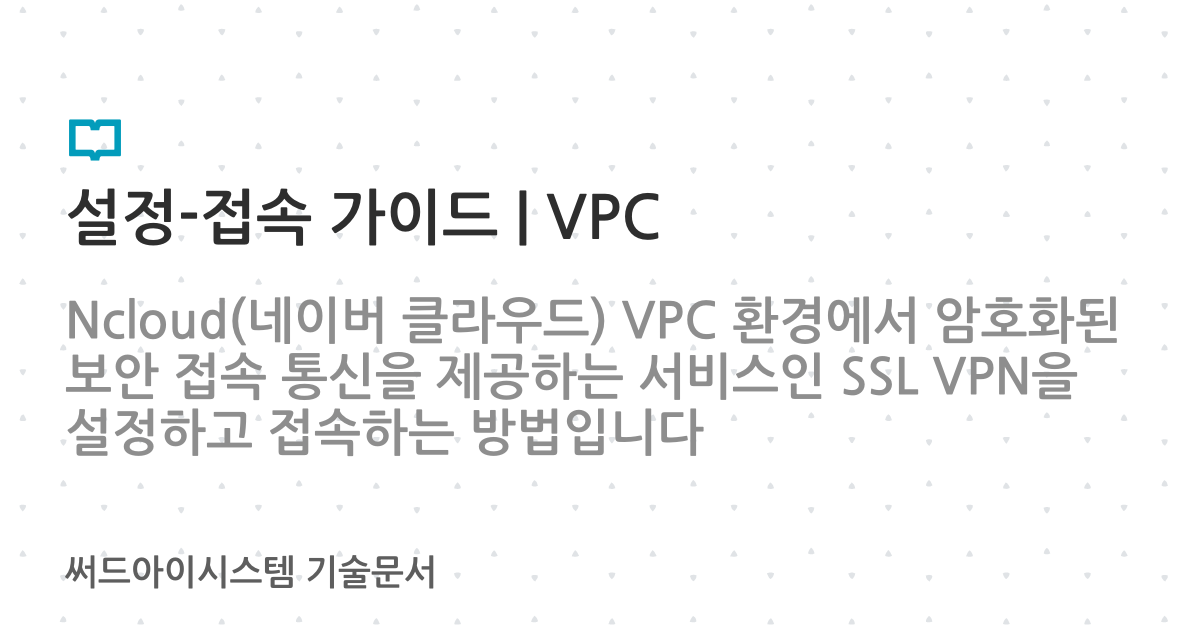 설정-접속 가이드 | VPC
Ncloud(네이버 클라우드) VPC 환경에서 암호화된
보안 접속 통신을 제공하는 서비스인 SSL VPN을
설정하고 접속하는 방법입니다
써드아이시스템 기술문서